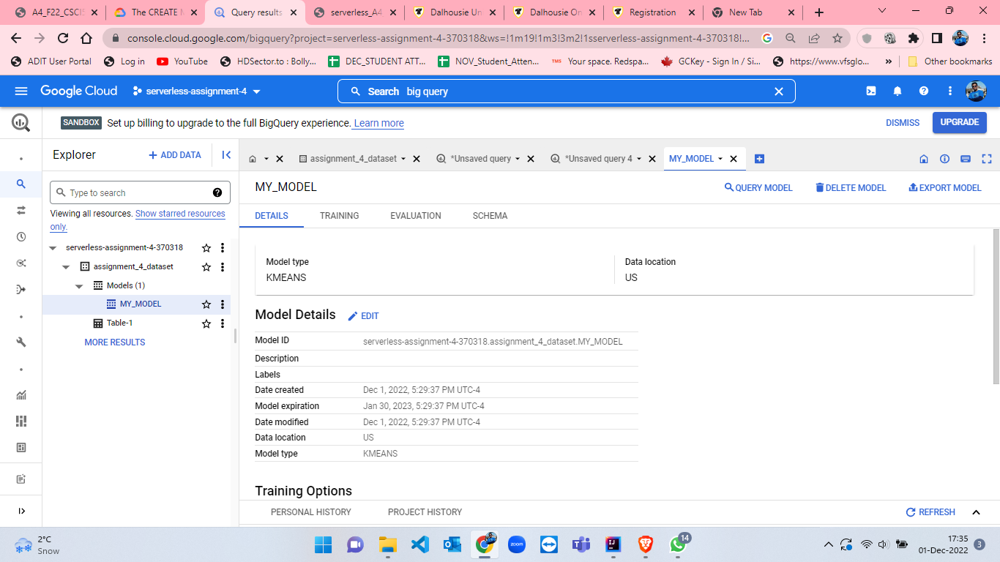 A4_F22_CSCI5
The CREATE M
Query results
serverless_A4
Dalhousie Un
Dalhousie On
Registration
New Tab
console.cloud.google.com/bigquery?project=serverless-assignment-4-370318&ws=!1m19!1m3!3m2!1sserverless-assignment-4-370318!...
ADIT User Portal
Log in
YouTube
HDSector.to : Bolly...
DEC_STUDENT ATT...
NOV_Student_Atten...
TMS
Your space. Redspa...
GCKey - Sign In / Si...
https://www.vfsglo...
»
Other bookmarks
Google Cloud
serverless-assignment-4
Search big query
SANDBOX
Set up billing to upgrade to the full BigQuery experience. Learn more
DISMISS
UPGRADE
Explorer
+ ADD DATA
assignment_4_dataset
*Unsaved query
*Unsaved query 4
MY_MODEL
Type to search
Viewing all resources. Show starred resources
only.
serverless-assignment-4-370318
assignment_4_dataset
Models (1)
MY_MODEL
Table-1
MORE RESULTS
MY_MODEL
QUERY MODEL
DELETE MODEL
EXPORT MODEL
DETAILS
TRAINING
EVALUATION
SCHEMA
Model type
KMEANS
Data location
US
Model Details
EDIT
Model ID serverless-assignment-4-370318.assignment_4_dataset.MY_MODEL
Description
Labels
Date created Dec 1, 2022, 5:29:37 PM UTC-4
Model expiration Jan 30, 2023, 5:29:37 PM UTC-4
Date modified Dec 1, 2022, 5:29:37 PM UTC-4
Data location US
Model type KMEANS
Training Options
PERSONAL HISTORY
PROJECT HISTORY
REFRESH
2°C
Snow
zoom
14
17:35
01-Dec-2022
3